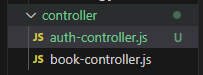 controller
JS auth-controller.js U
JS book-controller.js